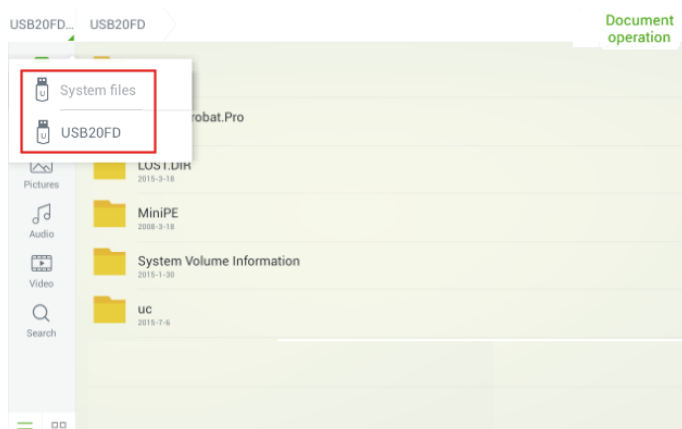 USB20FD...
USB20FD
Document
operation
System files
USB20FD
robat.Pro
LOST.DIR
2015-3-18
Pictures
MiniPE
2008-3-18
Audio
System Volume Information
2015-1-30
Video
uc
2015-7-6
Search